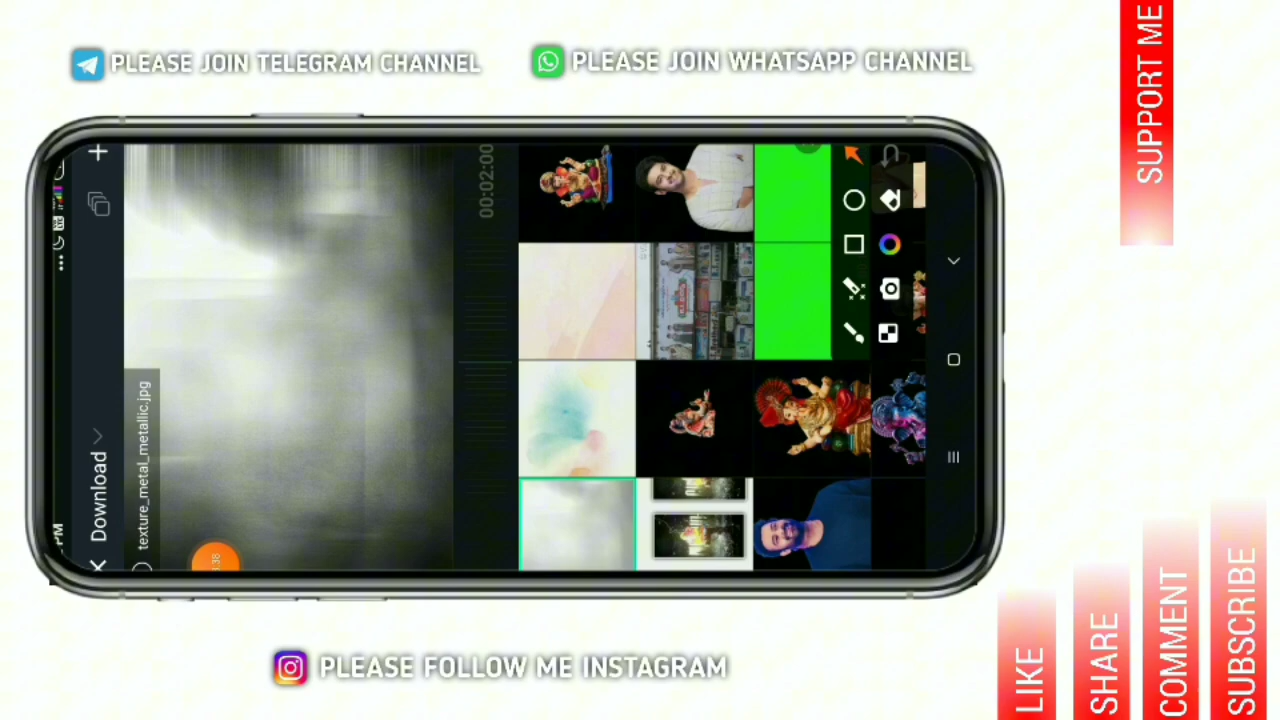 PLEASE JOIN TELEGRAM CHANNEL
PLEASE JOIN WHATSAPP CHANNEL
SUPPORT ME
Download
texture_metal_metallic.jpg
00:02:00
PLEASE FOLLOW ME INSTAGRAM
LIKE
SHARE
COMMENT
SUBSCRIBE